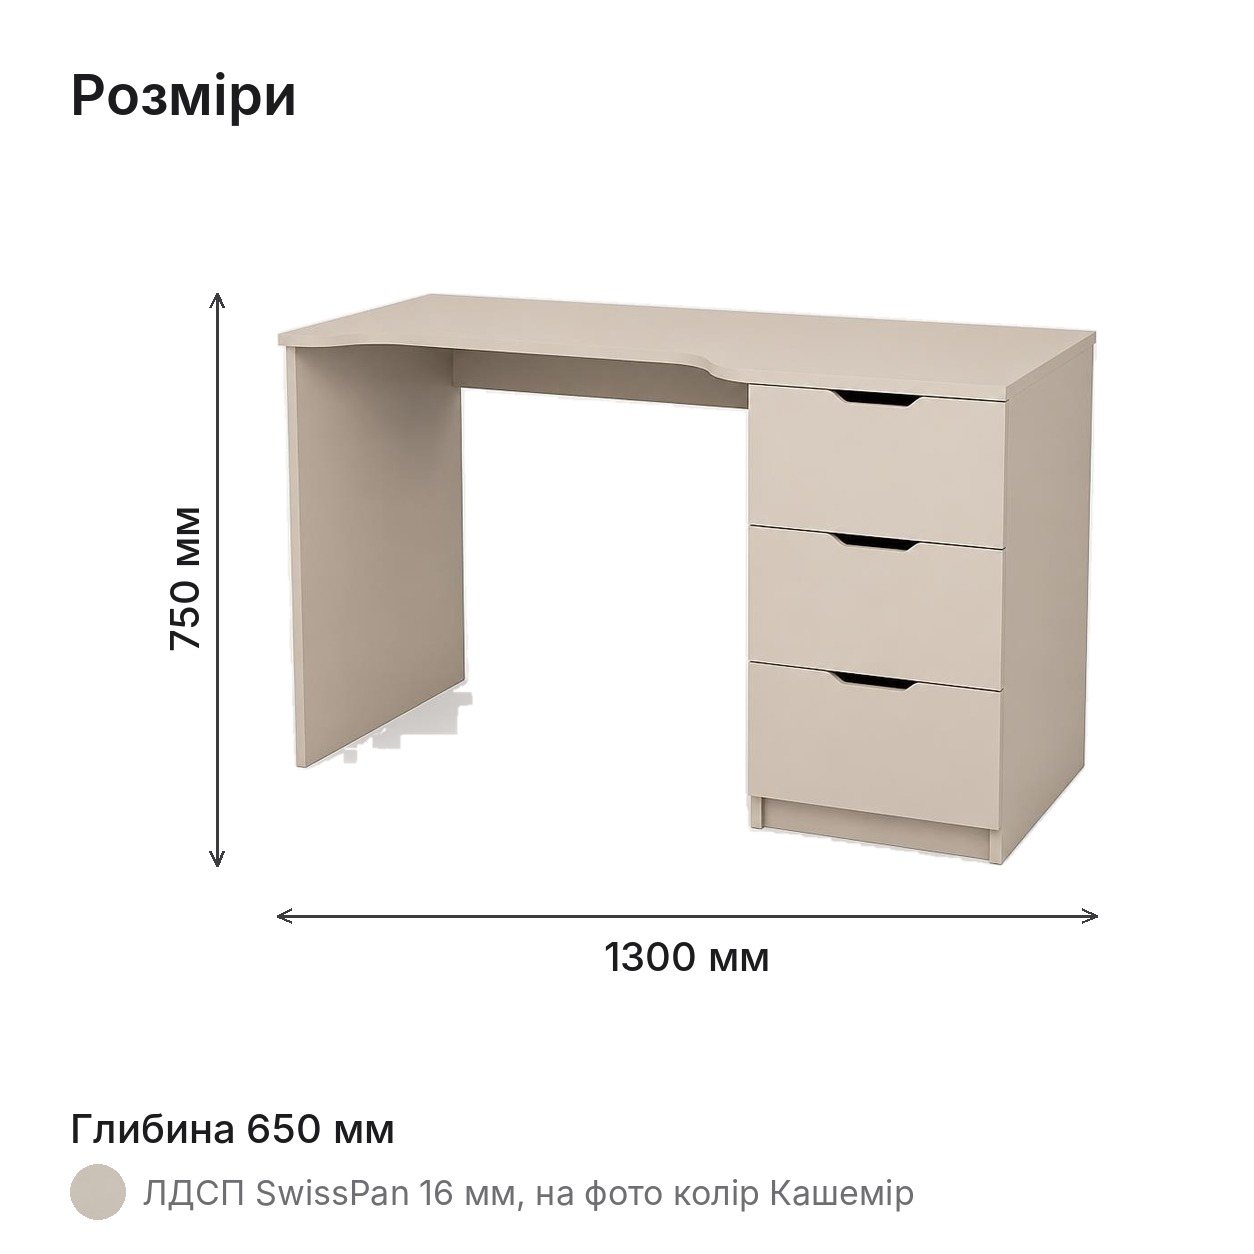 Розміри
750 мм
1300 мм
Глибина 650 мм
ЛДСП SwissPan 16 мм, на фото колір Кашемір